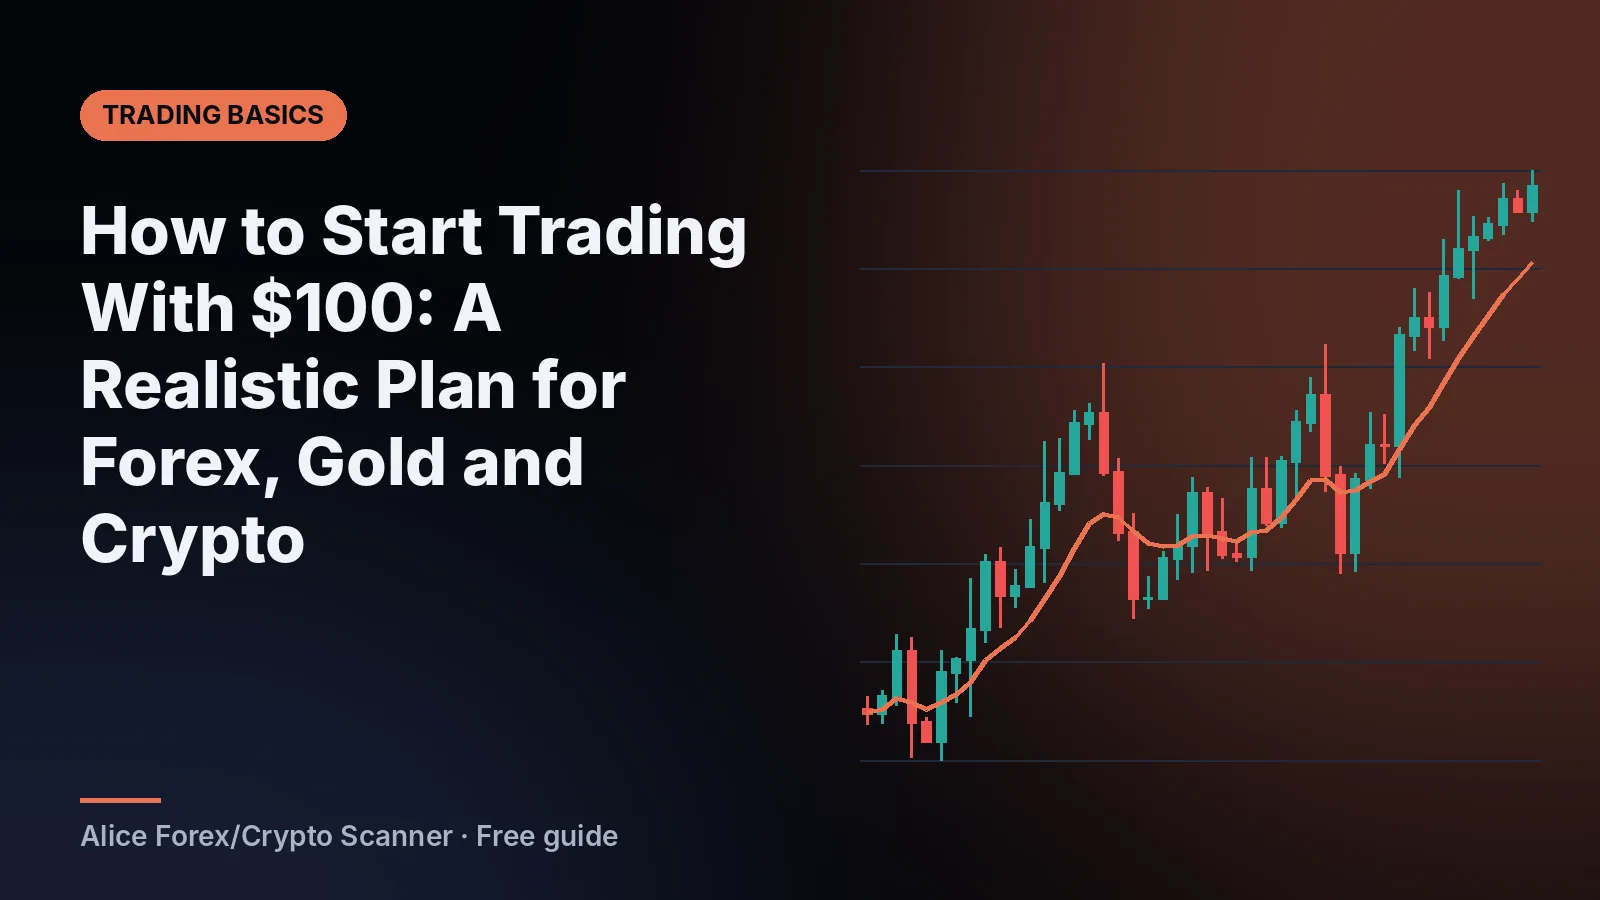 TRADING BASICS
How to Start Trading
With $100: A
Realistic Plan for
Forex, Gold and
Crypto
Alice Forex/Crypto Scanner · Free guide